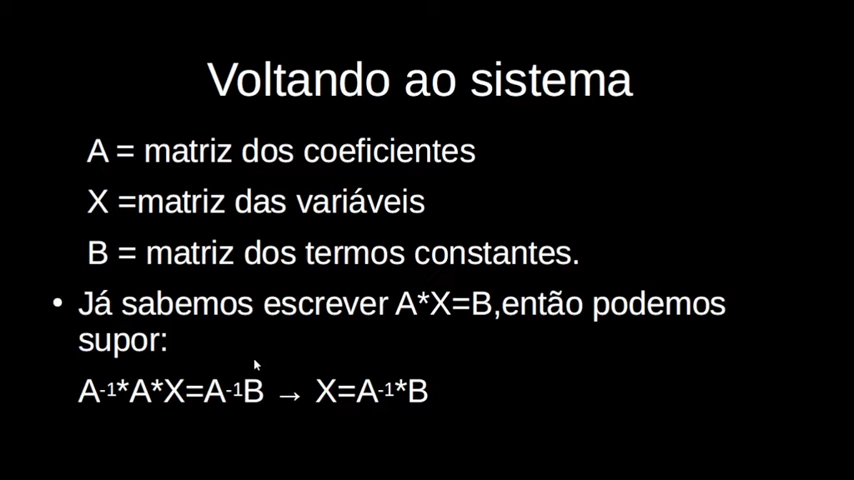 Voltando ao sistema
A = matriz dos coeficientes
X =matriz das variáveis
B = matriz dos termos constantes.
• Já sabemos escrever A*X=B,então podemos
supor:
A-1*A*X=A-1B → X=A-1*B